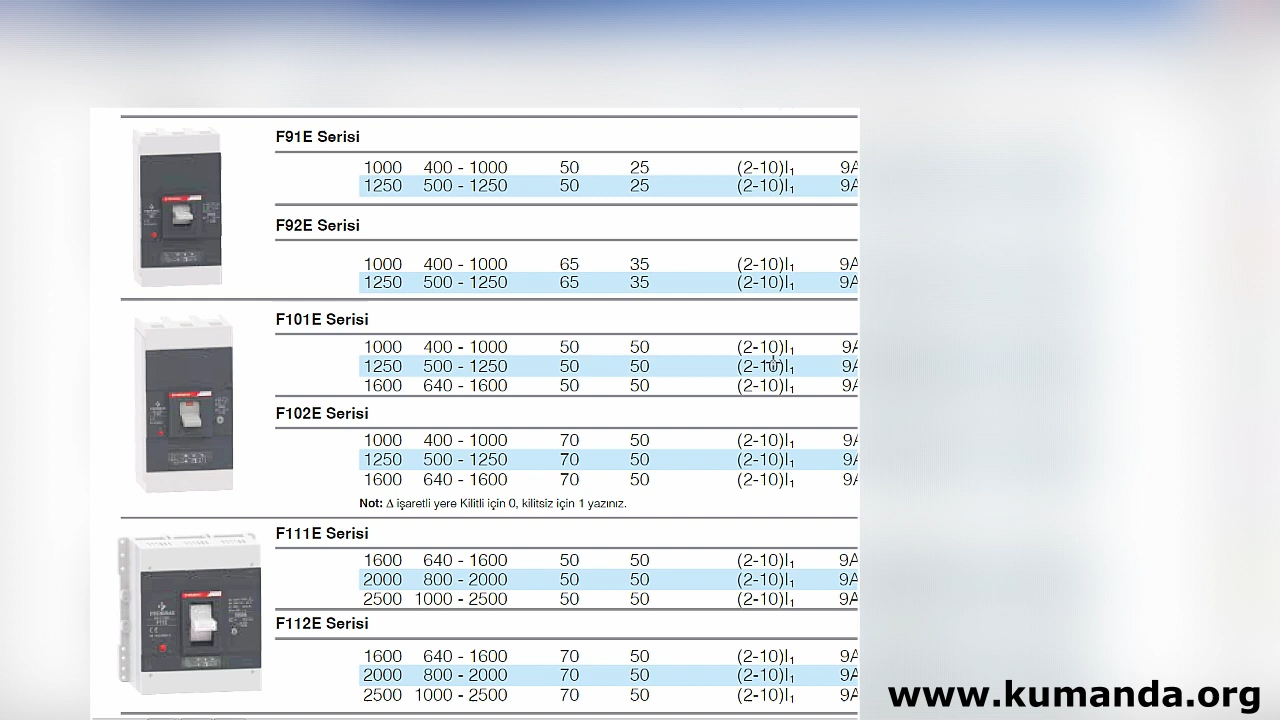 F91E Serisi
1000 400 - 1000 50 25 (2-10)I₁ 9A
1250 500 - 1250 50 25 (2-10)I₁ 9A
F92E Serisi
1000 400 - 1000 65 35 (2-10)I₁ 9A
1250 500 - 1250 65 35 (2-10)I₁ 9A
F101E Serisi
1000 400 - 1000 50 50 (2-10)I₁ 9A
1250 500 - 1250 50 50 (2-10)I₁ 9A
1600 640 - 1600 50 50 (2-10)I₁ 9A
F102E Serisi
1000 400 - 1000 70 50 (2-10)I₁ 9A
1250 500 - 1250 70 50 (2-10)I₁ 9A
1600 640 - 1600 70 50 (2-10)I₁ 9A
Not: Δ işaretli yere Kilitli için 0, kilitsiz için 1 yazınız.
F111E Serisi
1600 640 - 1600 50 50 (2-10)I₁ 9A
2000 800 - 2000 50 50 (2-10)I₁ 9A
2500 1000 - 2500 50 50 (2-10)I₁ 9A
F112E Serisi
1600 640 - 1600 70 50 (2-10)I₁ 9A
2000 800 - 2000 70 50 (2-10)I₁ 9A
2500 1000 - 2500 70 50 (2-10)I₁ 9A
www.kumanda.org